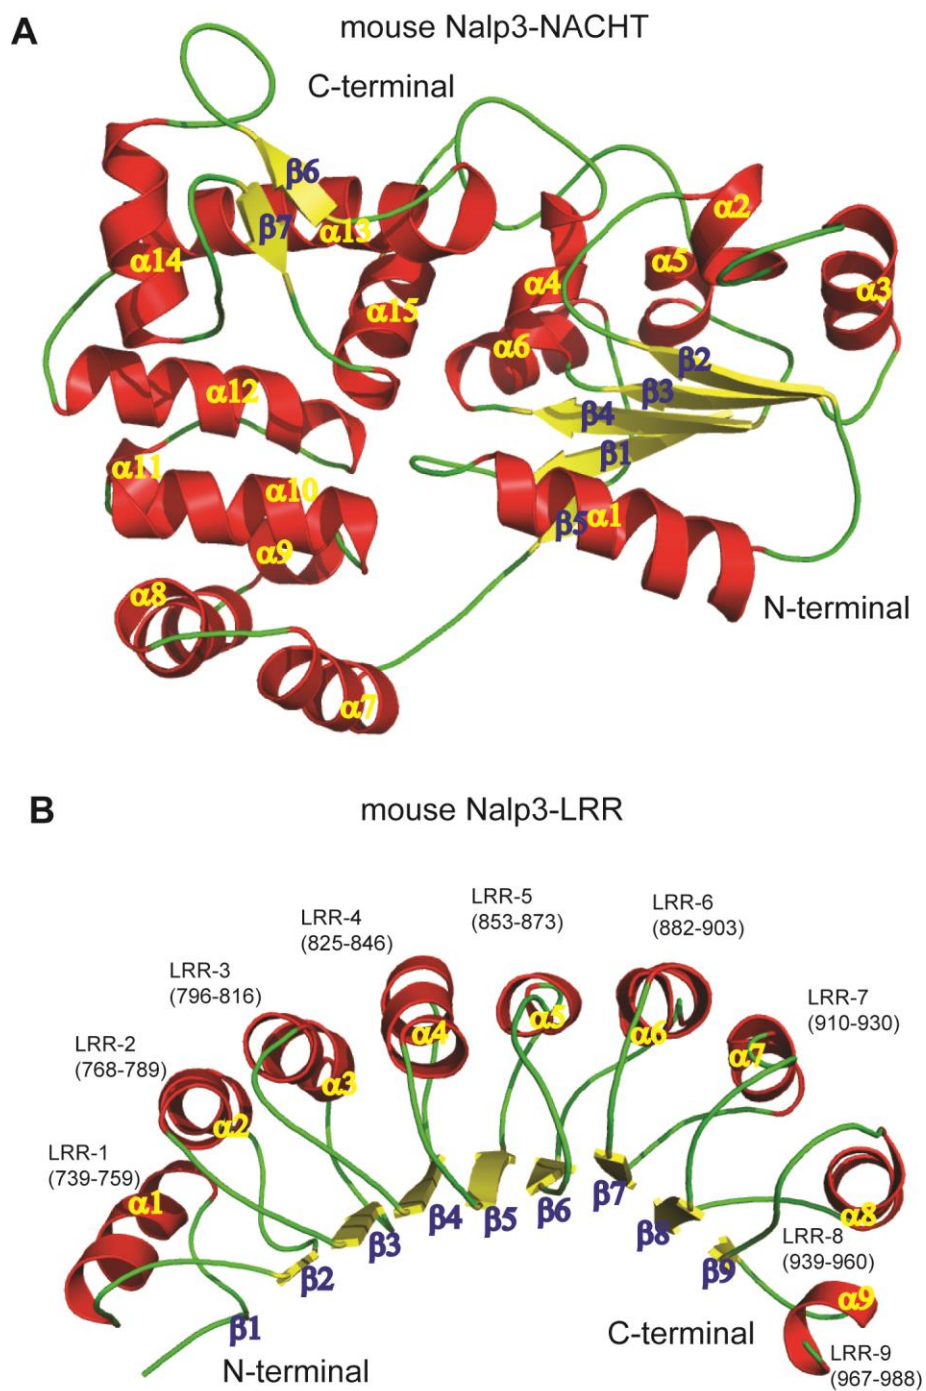 A
mouse Nalp3-NACHT
C-terminal
β6
β7
α13
α14
α15
α2
α5
α4
α3
α6
β2
β3
β4
β1
α12
α11
α10
α9
α8
α7
β5
α1
N-terminal
B
mouse Nalp3-LRR
LRR-1
(739-759)
LRR-2
(768-789)
LRR-3
(796-816)
LRR-4
(825-846)
LRR-5
(853-873)
LRR-6
(882-903)
LRR-7
(910-930)
α1
α2
α3
α4
α5
α6
α7
α8
LRR-8
(939-960)
α9
LRR-9
(967-988)
β1
β2
β3
β4
β5
β6
β7
β8
β9
N-terminal
C-terminal